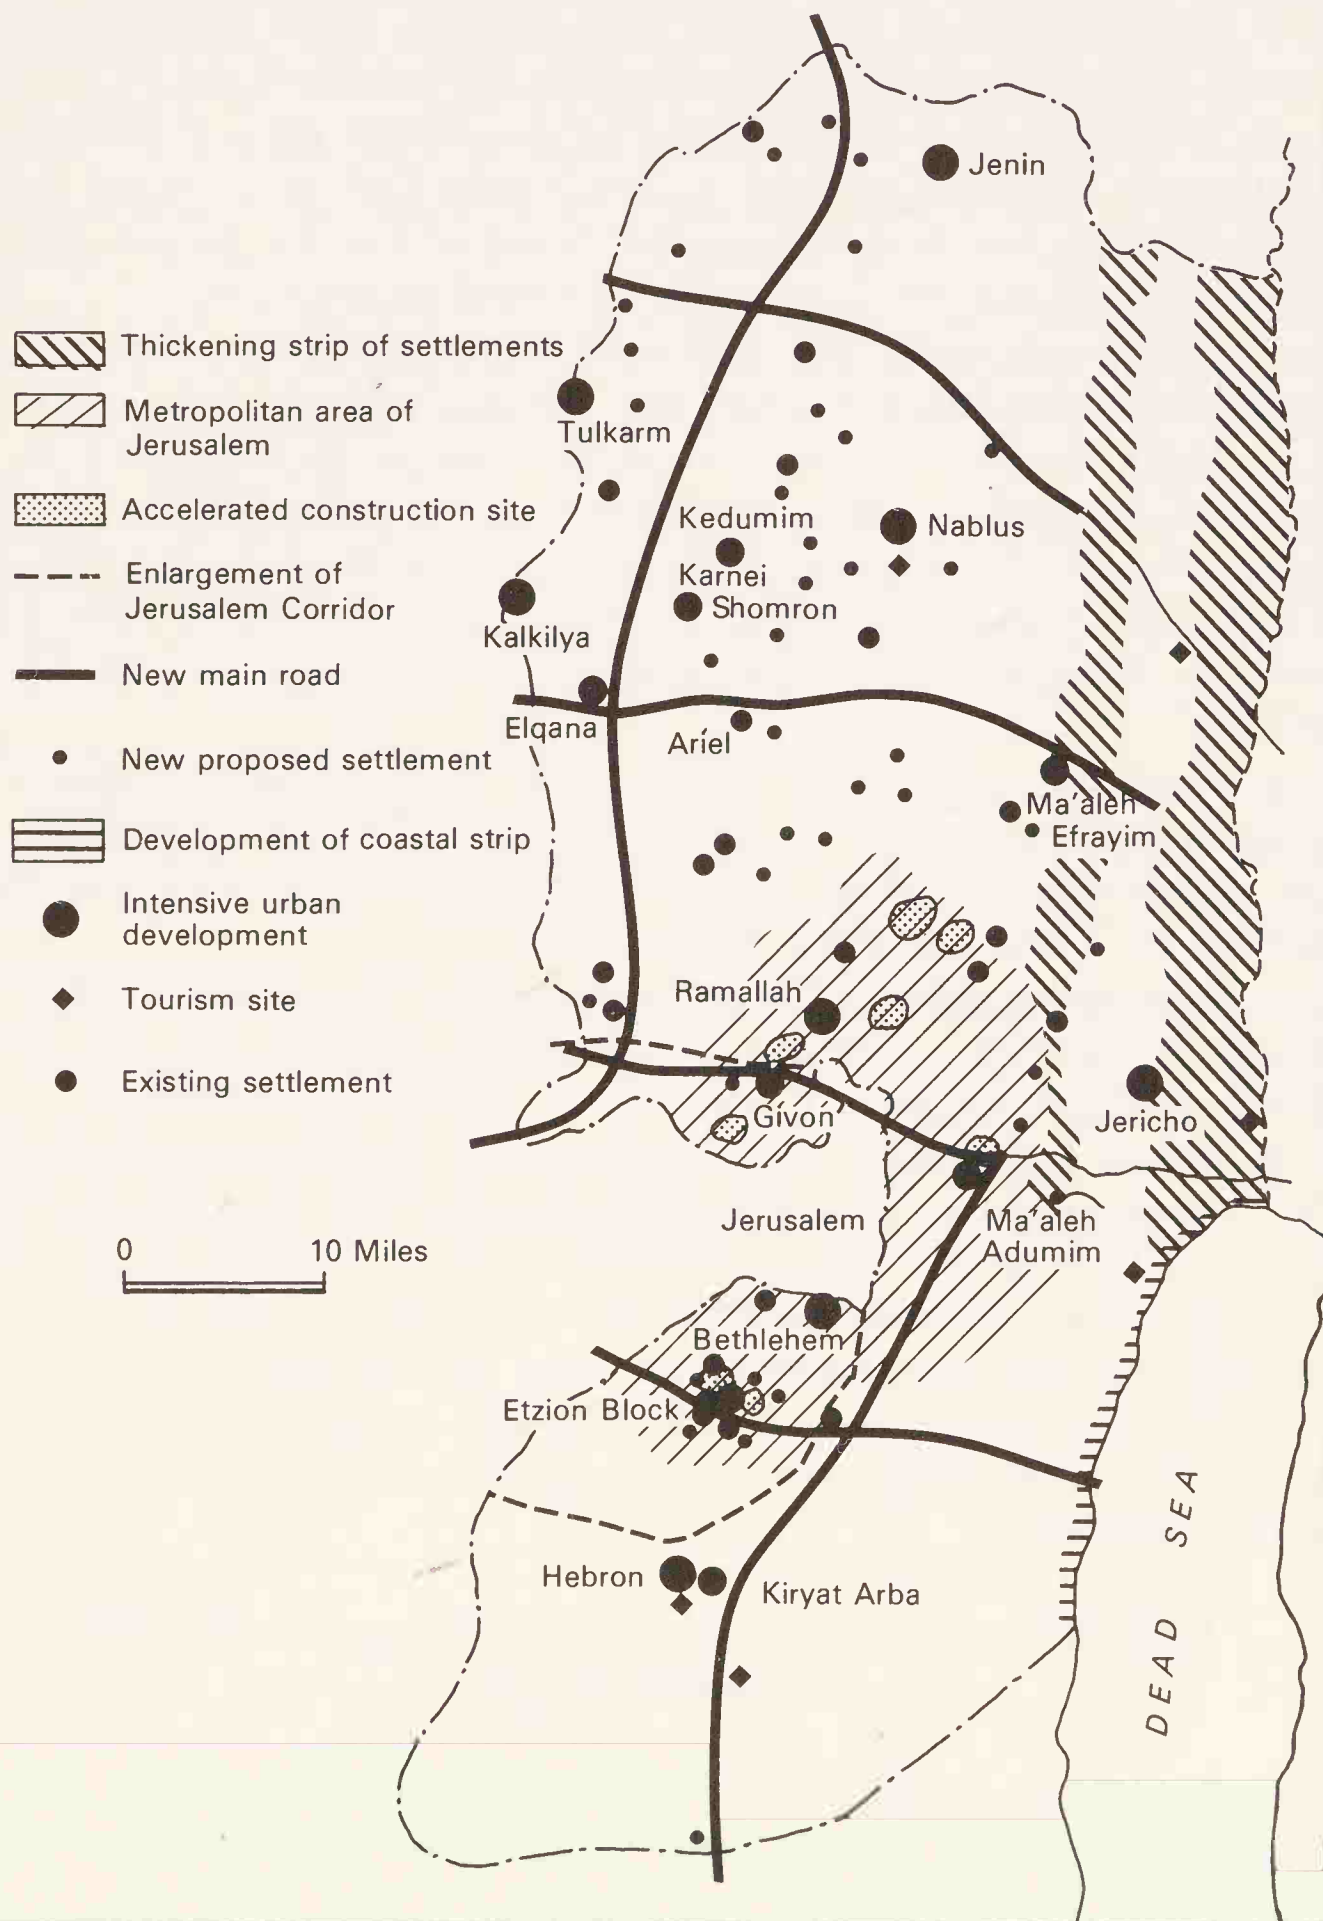 Jenin
Thickening strip of settlements
Metropolitan area of
Jerusalem
Tulkarm
Accelerated construction site
Kedumim
Nablus
Enlargement of
Jerusalem Corridor
Karnei
Shomron
Kalkilya
New main road
Elqana
Ariel
New proposed settlement
Ma'aleh
Efrayim
Development of coastal strip
Intensive urban
development
Ramallah
Tourism site
Existing settlement
Givon
Jericho
Jerusalem
Ma'aleh
Adumim
0 10 Miles
Bethlehem
Etzion Block
DEAD SEA
Hebron
Kiryat Arba